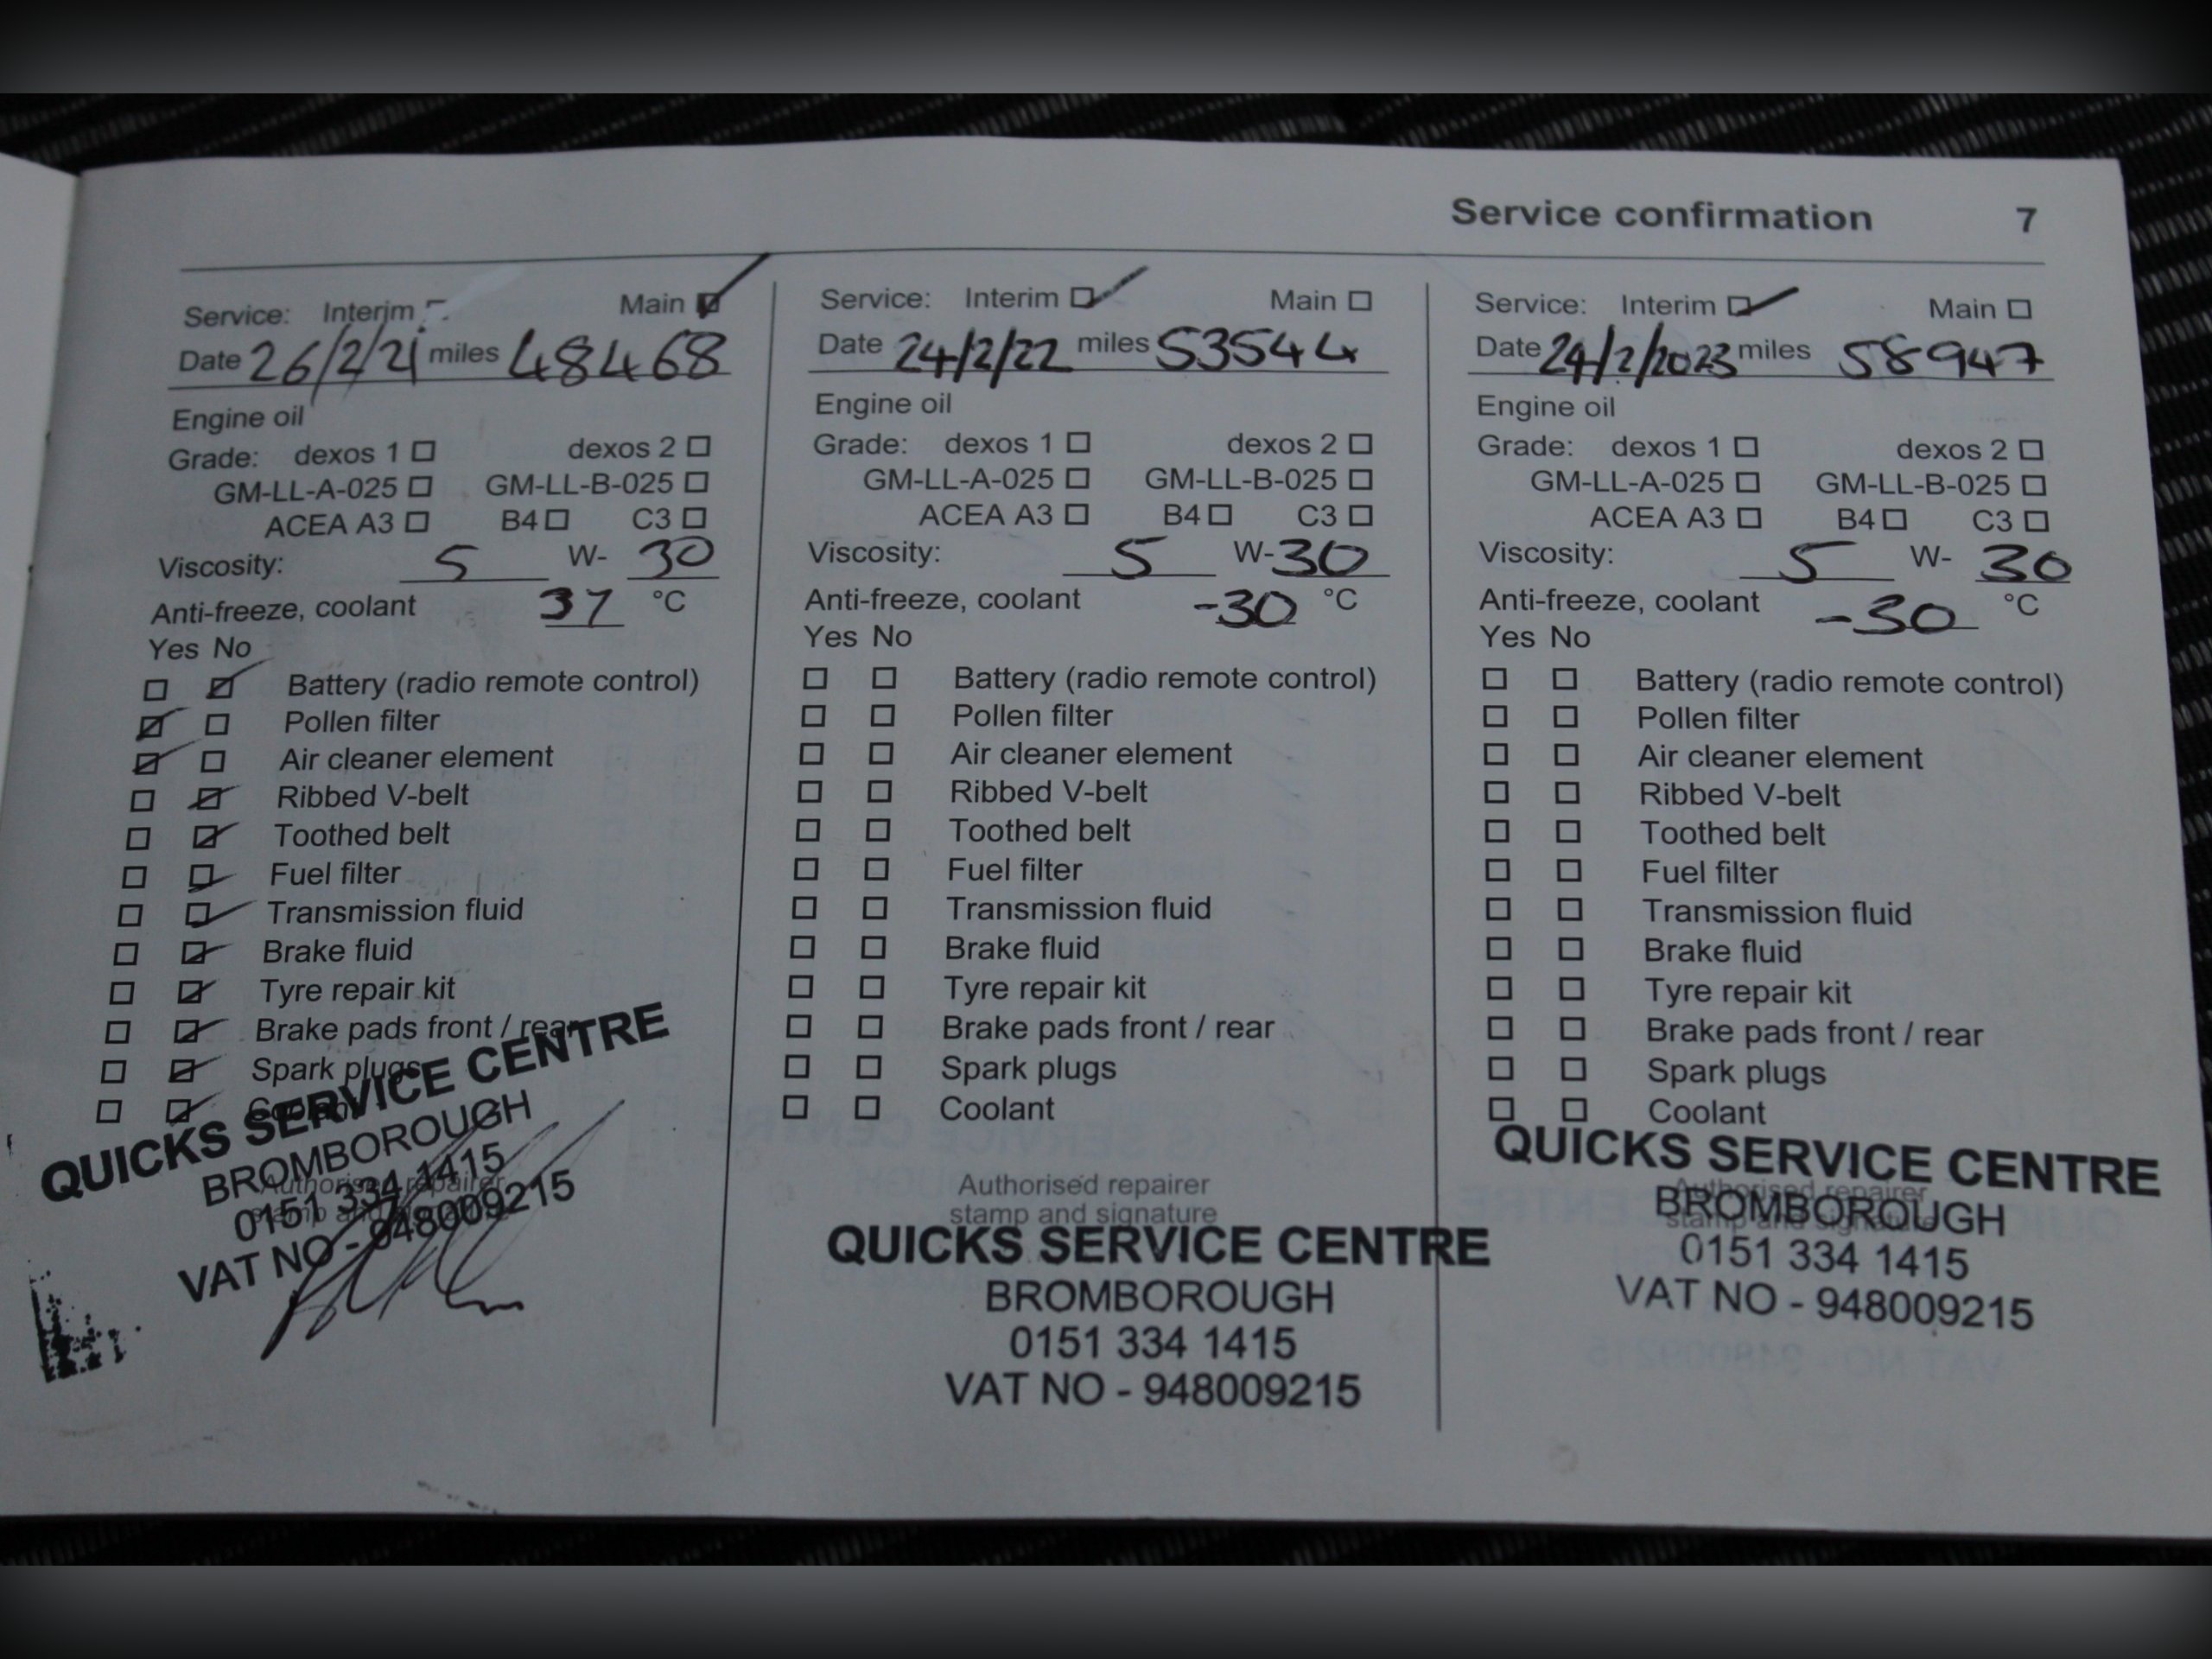 Service confirmation 7
Service: Interim Main
Date 26/2/21 miles 48468
Engine oil
Grade: dexos 1 dexos 2
GM-LL-A-025 GM-LL-B-025
ACEA A3 B4 C3
Viscosity: 5 W- 30
Anti-freeze, coolant 37 °C
Yes No
Battery (radio remote control)
Pollen filter
Air cleaner element
Ribbed V-belt
Toothed belt
Fuel filter
Transmission fluid
Brake fluid
Tyre repair kit
Brake pads front / rear
Spark plugs
Coolant
Authorised repairer
stamp and signature
QUICKS SERVICE CENTRE
BROMBOROUGH
0151 334 1415
VAT NO - 948009215
Service: Interim Main
Date 24/2/22 miles 53544
Engine oil
Grade: dexos 1 dexos 2
GM-LL-A-025 GM-LL-B-025
ACEA A3 B4 C3
Viscosity: 5 W- 30
Anti-freeze, coolant -30 °C
Yes No
Battery (radio remote control)
Pollen filter
Air cleaner element
Ribbed V-belt
Toothed belt
Fuel filter
Transmission fluid
Brake fluid
Tyre repair kit
Brake pads front / rear
Spark plugs
Coolant
Authorised repairer
stamp and signature
QUICKS SERVICE CENTRE
BROMBOROUGH
0151 334 1415
VAT NO - 948009215
Service: Interim Main
Date 24/2/2023 miles 58947
Engine oil
Grade: dexos 1 dexos 2
GM-LL-A-025 GM-LL-B-025
ACEA A3 B4 C3
Viscosity: 5 W- 30
Anti-freeze, coolant -30 °C
Yes No
Battery (radio remote control)
Pollen filter
Air cleaner element
Ribbed V-belt
Toothed belt
Fuel filter
Transmission fluid
Brake fluid
Tyre repair kit
Brake pads front / rear
Spark plugs
Coolant
Authorised repairer
stamp and signature
QUICKS SERVICE CENTRE
BROMBOROUGH
0151 334 1415
VAT NO - 948009215